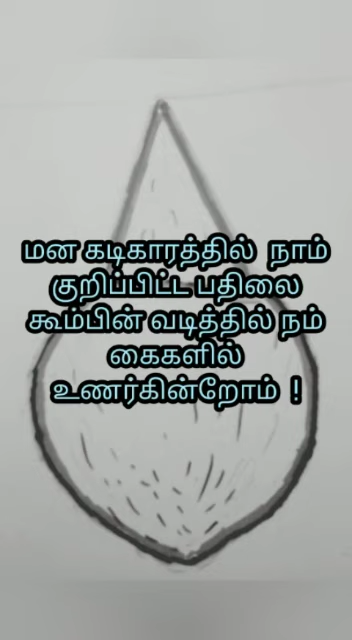 மன கடிகாரத்தில் நாம்
குறிப்பிட்ட பதிலை
கூம்பின் வடித்தில் நம்
கைகளில்
உணர்கின்றோம் !